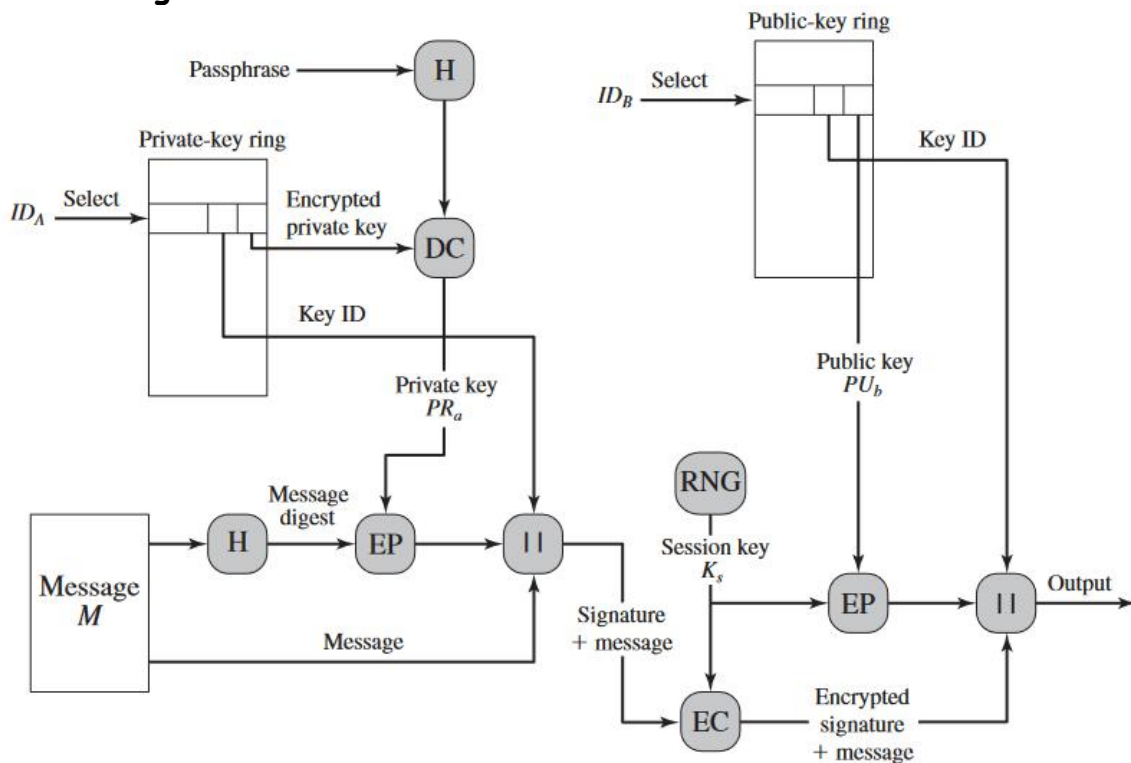 g
Public-key ring
Passphrase
H
ID_B
Select
Key ID
Private-key ring
ID_A
Select
Encrypted
private key
DC
Key ID
Private key
PR_a
Public key
PU_b
RNG
Session key
K_s
Message
M
H
Message
digest
EP
||
Message
Signature
+ message
EP
||
Output
EC
Encrypted
signature
+ message